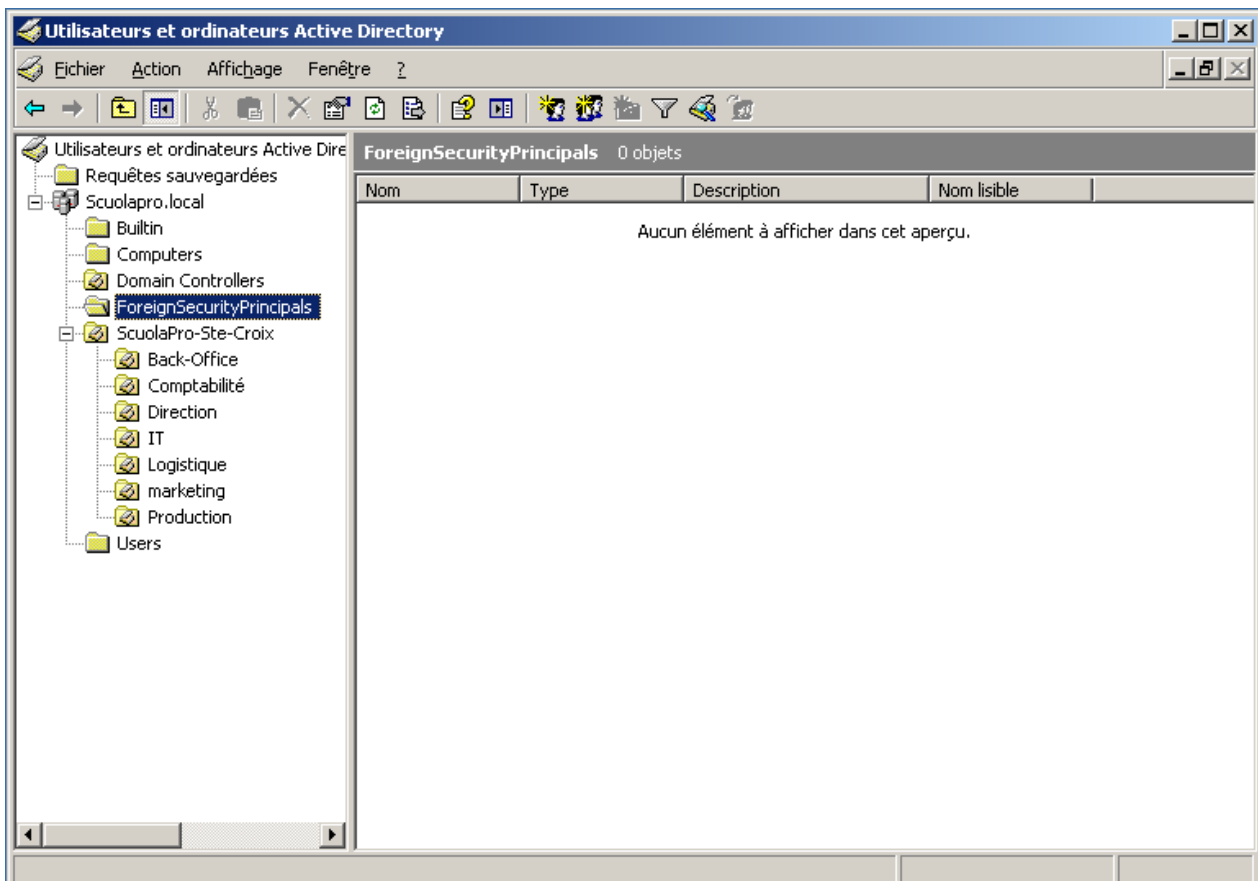 Utilisateurs et ordinateurs Active Directory
Fichier Action Affichage Fenêtre ?
Utilisateurs et ordinateurs Active Dire
Requêtes sauvegardées
Scuolapro.local
Builtin
Computers
Domain Controllers
ForeignSecurityPrincipals
ScuolaPro-Ste-Croix
Back-Office
Comptabilité
Direction
IT
Logistique
marketing
Production
Users
ForeignSecurityPrincipals 0 objets
Nom Type Description Nom lisible
Aucun élément à afficher dans cet aperçu.